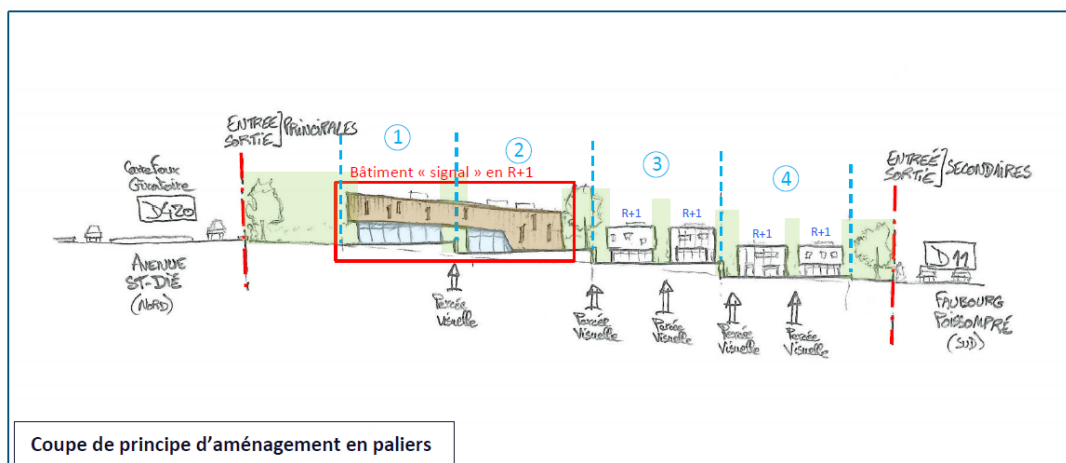 ENTREE
SORTIE] PRINCIPALES
①
②
Bâtiment « signal » en R+1
③
④
ENTREÉ
SORTIE] SECONDAIRES
Carrefour
Giratoire
D420
AVENUE
ST-DIÉ
(NORD)
R+1
R+1
R+1
R+1
D11
FAUBOURG
POISSOMPRÉ
(SUD)
Percée
Visuelle
Percée
Visuelle
Percée
Visuelle
Percée
Visuelle
Percée
Visuelle
Coupe de principe d’aménagement en paliers